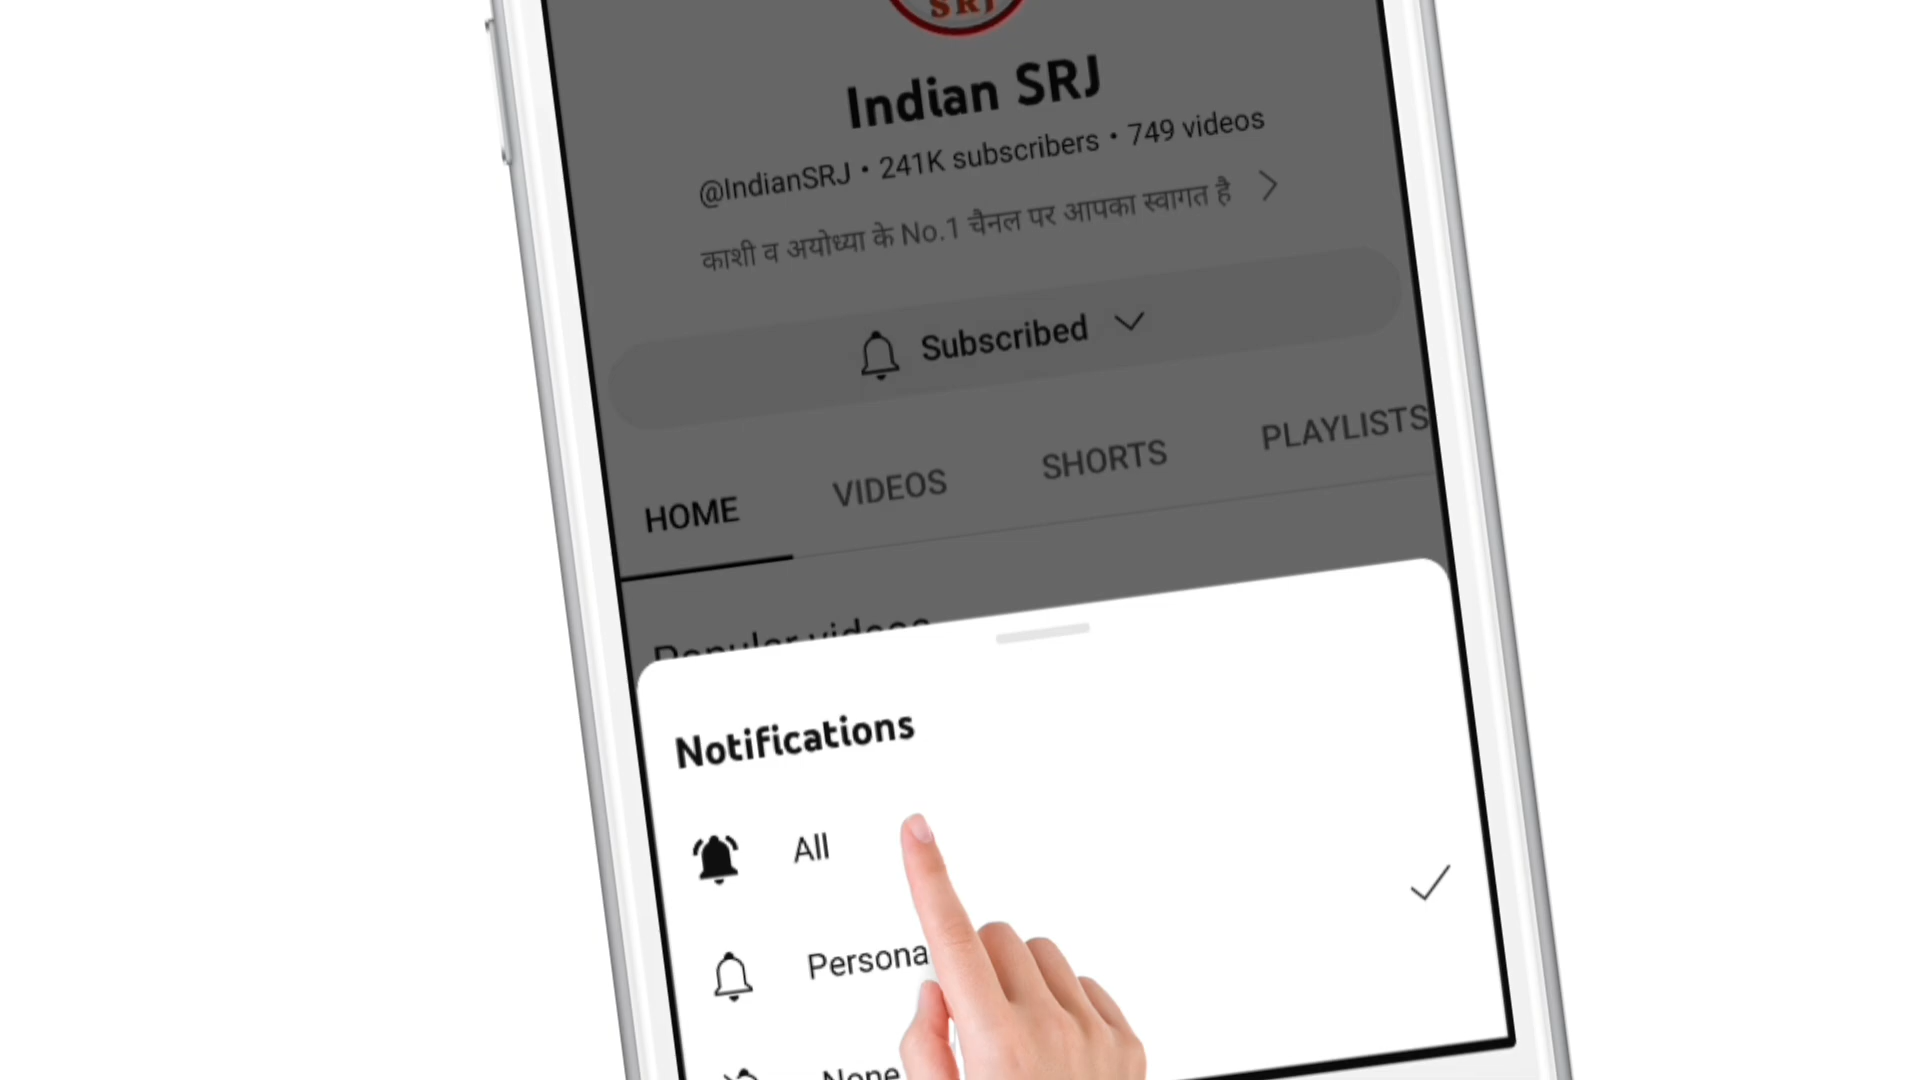 SRJ
Indian SRJ
@IndianSRJ • 241K subscribers • 749 videos
काशी व अयोध्या के No.1 चैनल पर आपका स्वागत है
Subscribed
HOME VIDEOS SHORTS PLAYLISTS
Popular videos
Notifications
All
Persona
None